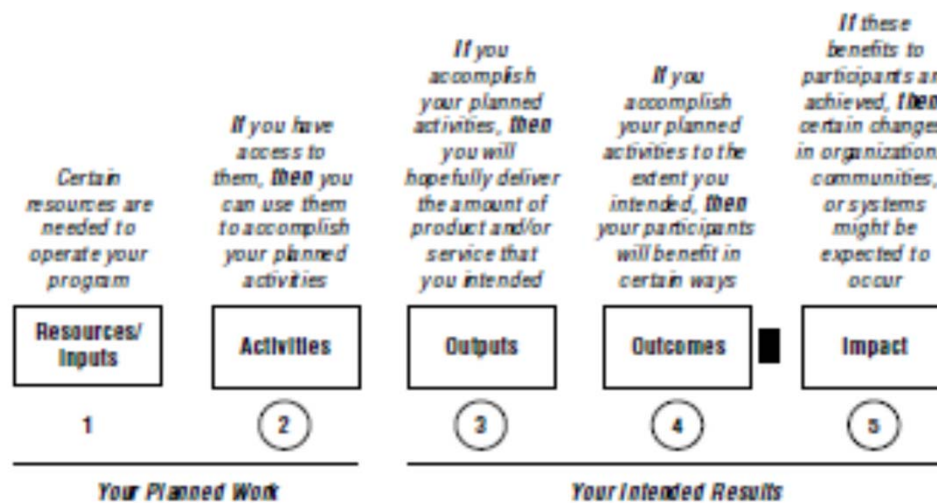 Certain
resources are
needed to
operate your
program
If you have
access to
them, then you
can use them
to accomplish
your planned
activities
If you
accomplish
your planned
activities, then
you will
hopefully deliver
the amount of
product and/or
service that
you intended
If you
accomplish
your planned
activities to the
extent you
intended, then
your participants
will benefit in
certain ways
If these
benefits to
participants ar
achieved, then
certain changes
in organization
communities,
or systems
might be
expected to
occur
Resources/
Inputs
Activities
Outputs
Outcomes
Impact
1
2
3
4
5
Your Planned Work
Your Intended Results